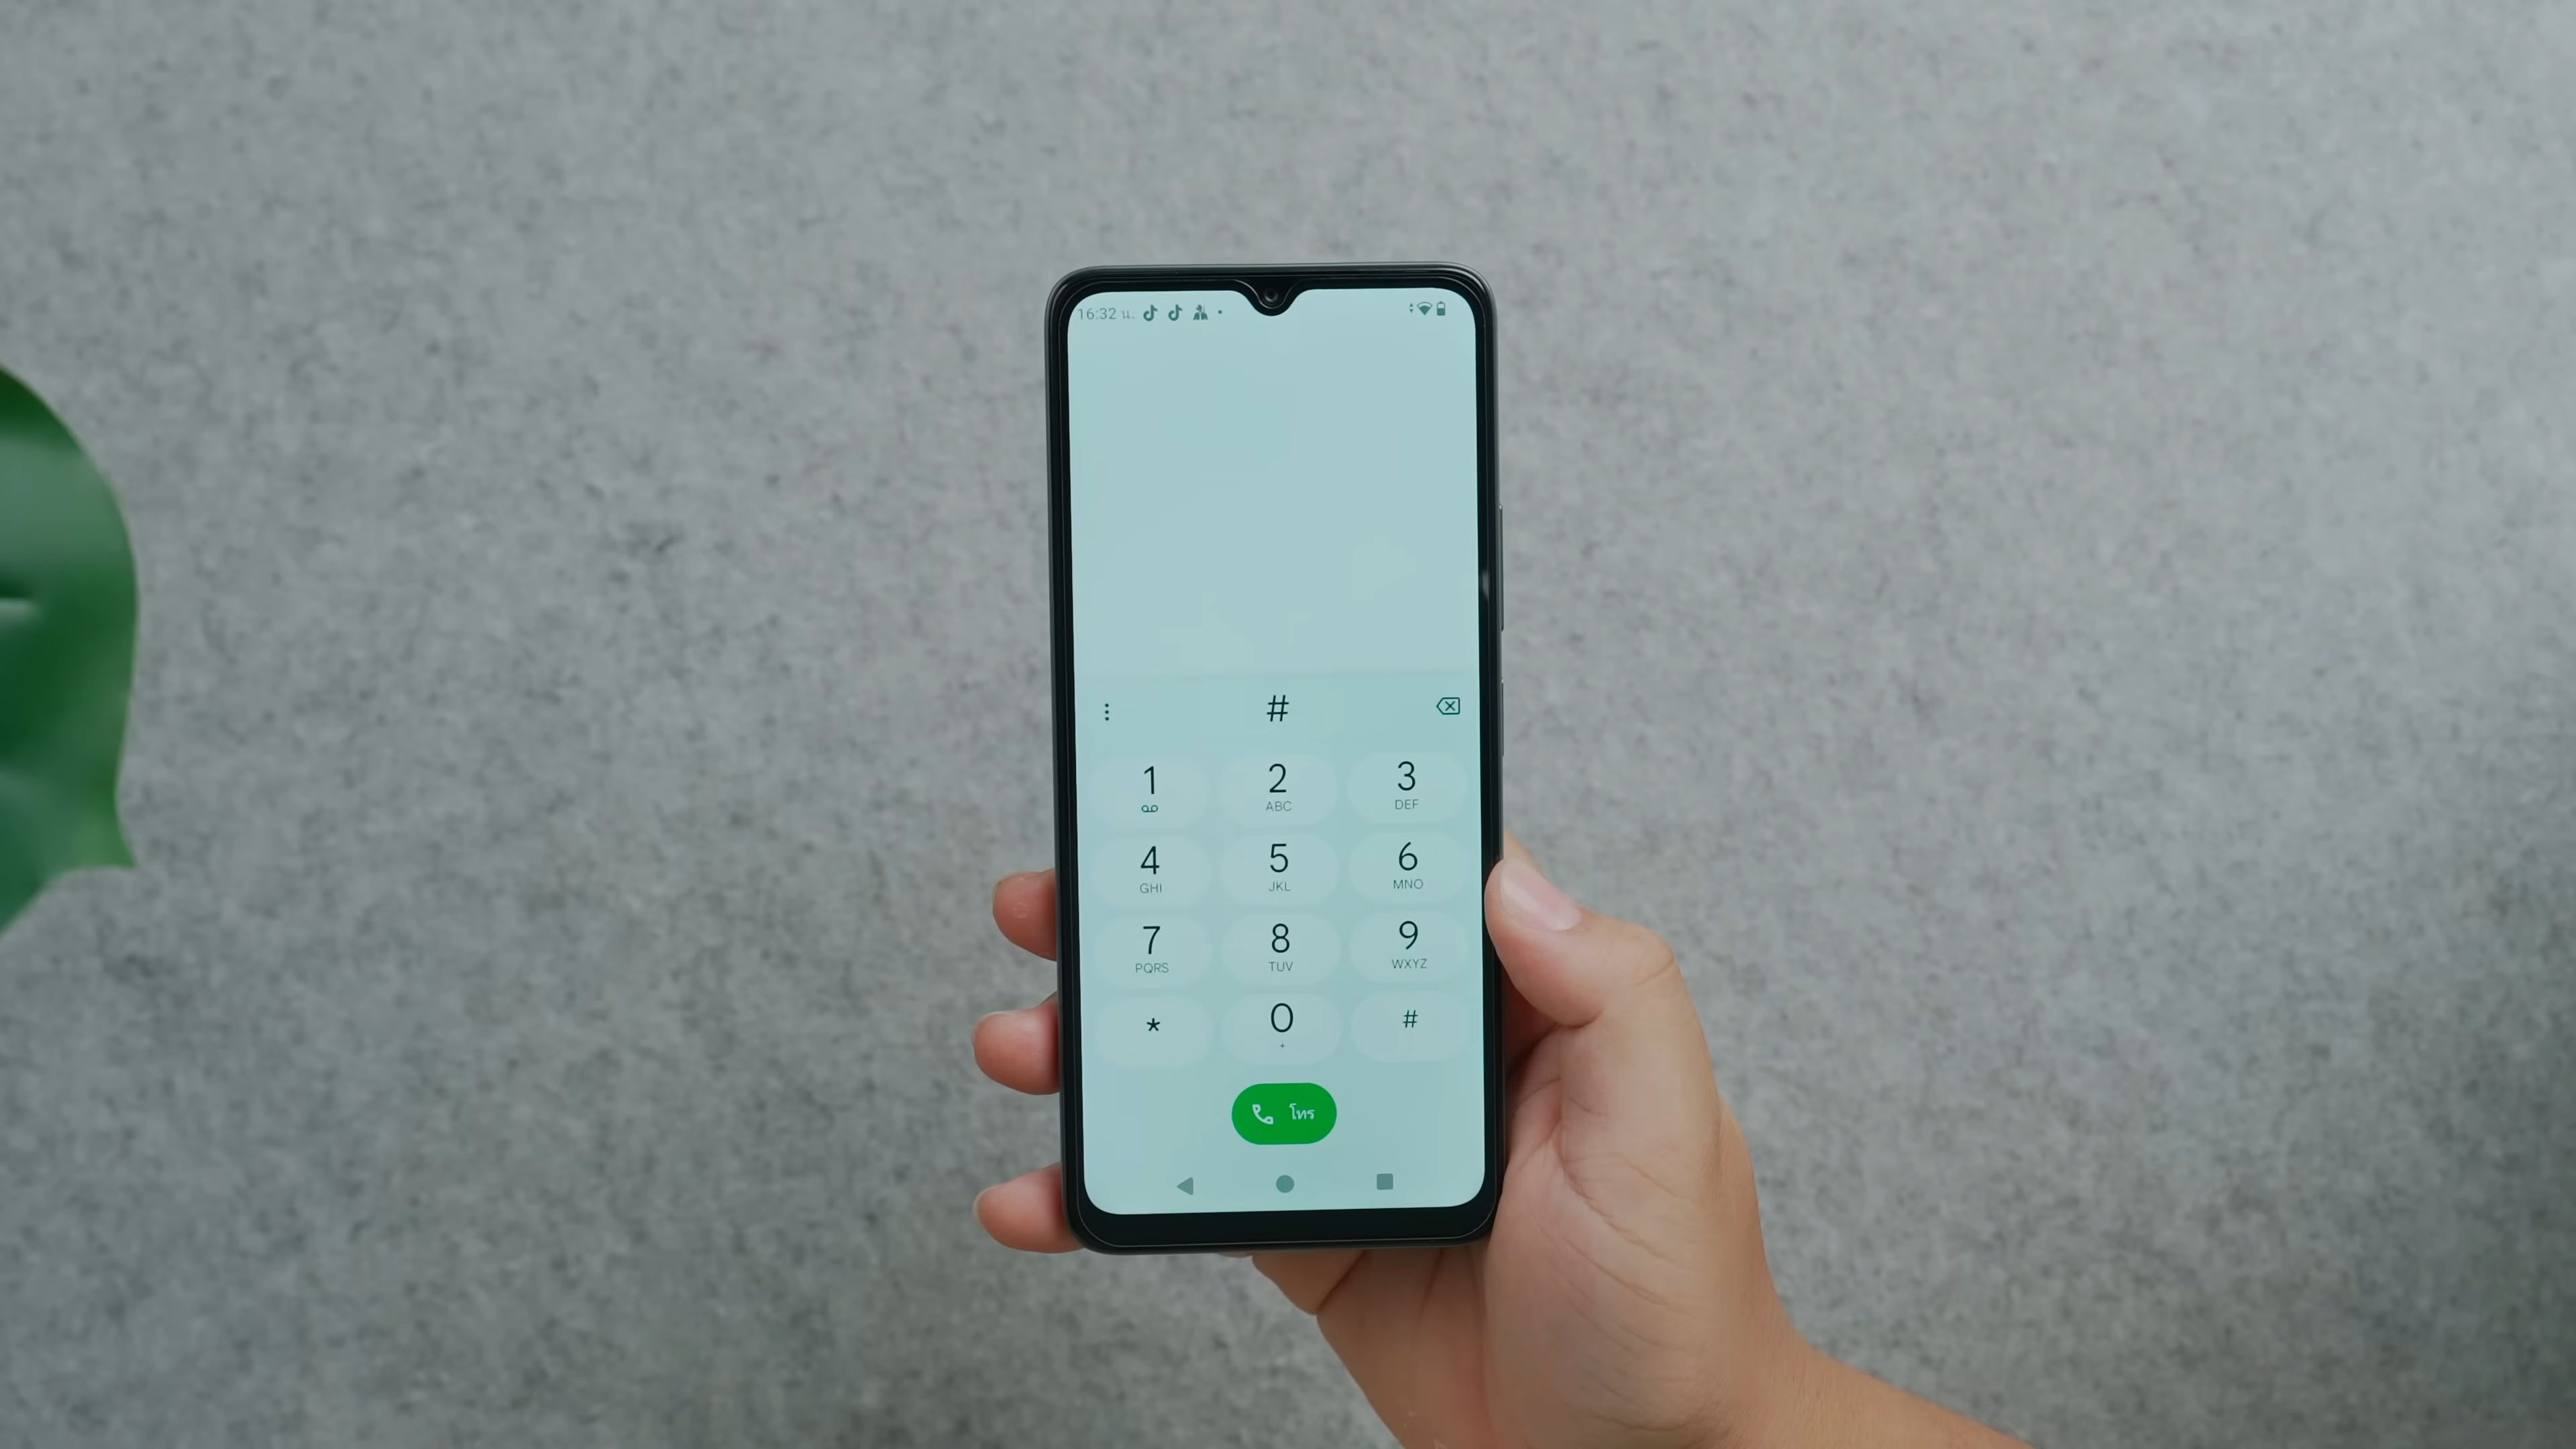 16:32 น.
#
1
2 ABC
3 DEF
4 GHI
5 JKL
6 MNO
7 PQRS
8 TUV
9 WXYZ
*
0 +
#
โทร